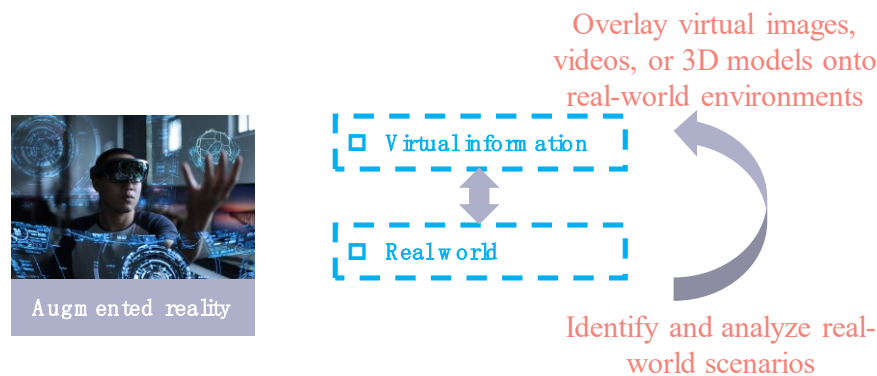 Overlay virtual images,
videos, or 3D models onto
real-world environments
Virtual information
Real world
Augmented reality
Identify and analyze real-
world scenarios